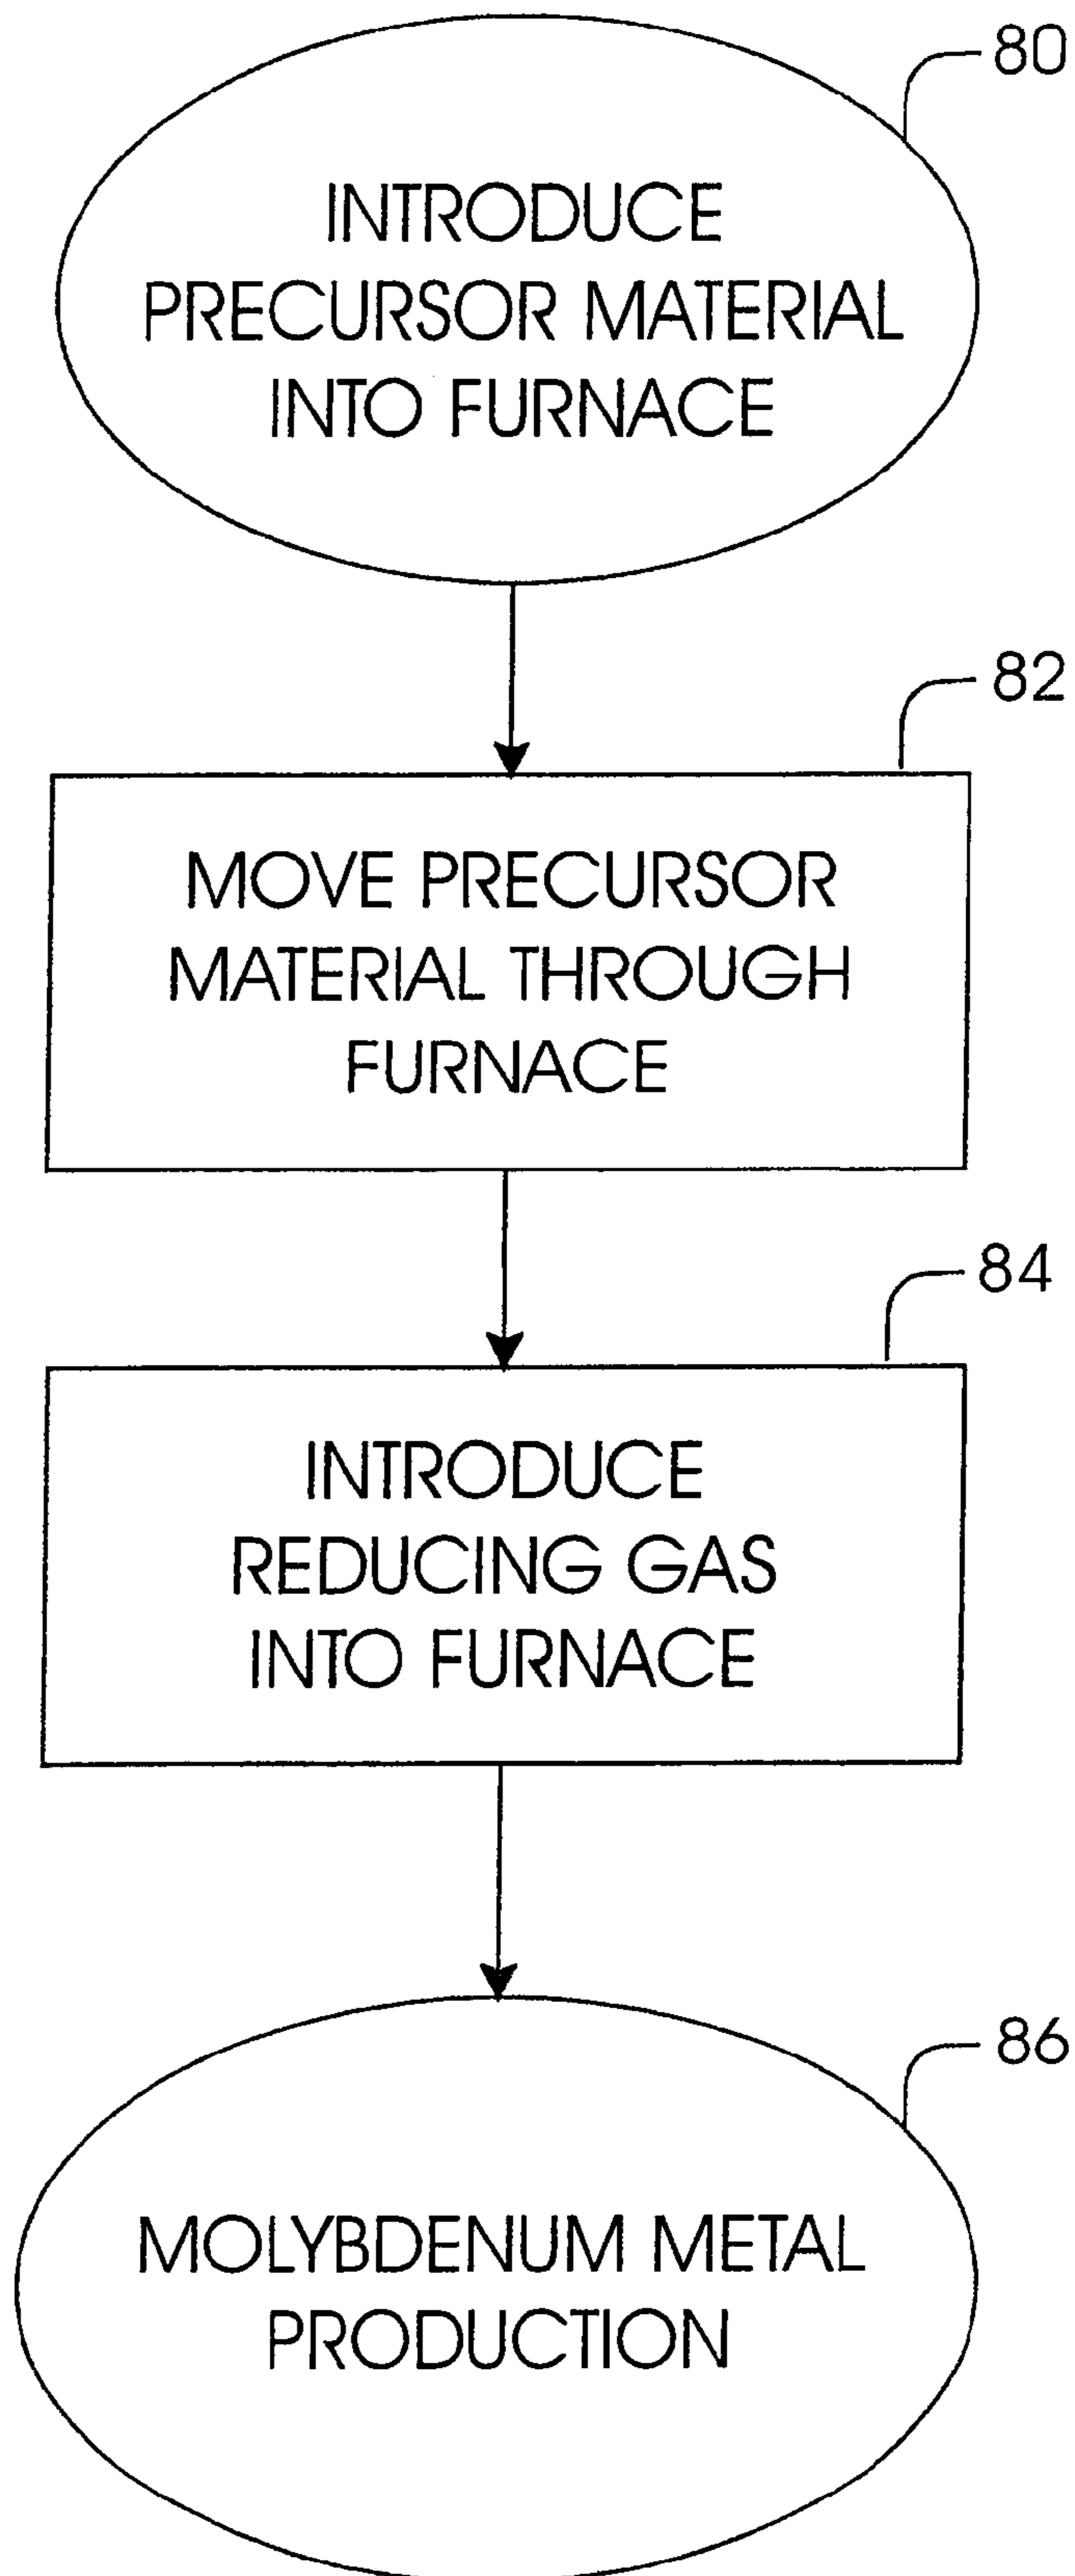 80
INTRODUCE
PRECURSOR MATERIAL
INTO FURNACE
82
MOVE PRECURSOR
MATERIAL THROUGH
FURNACE
84
INTRODUCE
REDUCING GAS
INTO FURNACE
86
MOLYBDENUM METAL
PRODUCTION